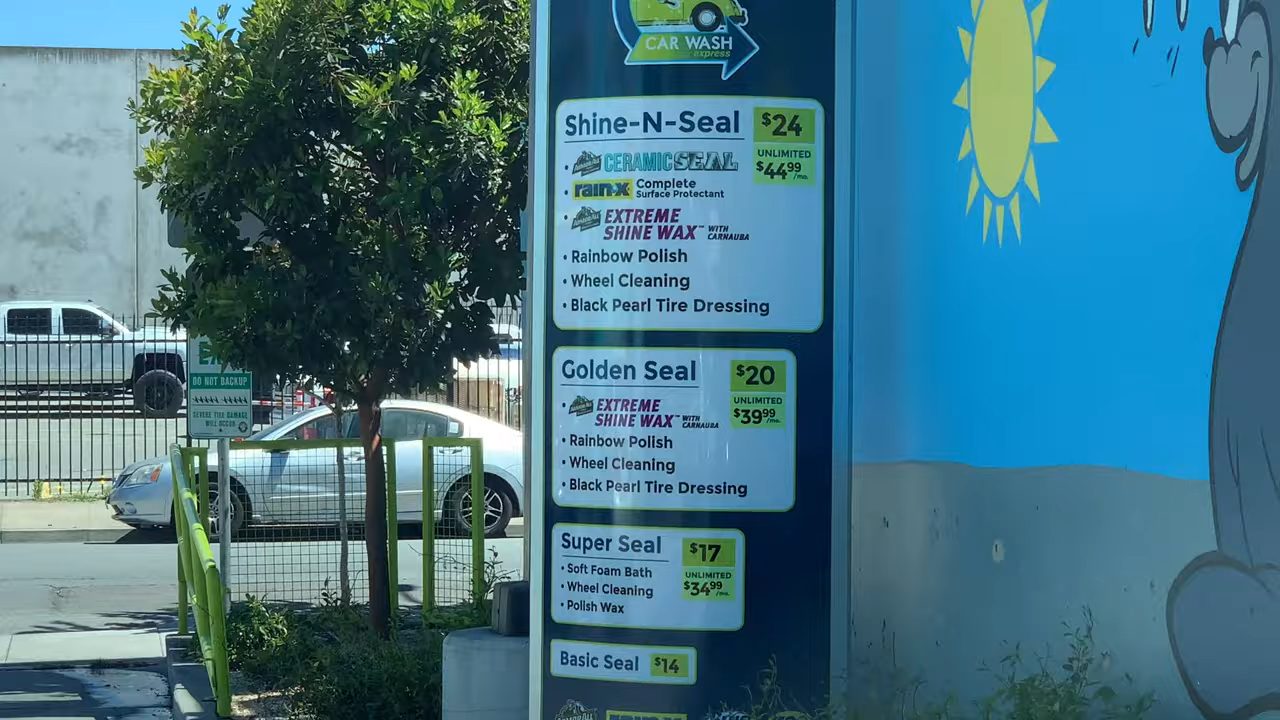 CAR WASH
express
Shine-N-Seal
$24
UNLIMITED
$44.99/mo.
• CERAMIC SEAL
• rain-x Complete
Surface Protectant
• EXTREME
SHINE WAX™ WITH
CARNAUBA
• Rainbow Polish
• Wheel Cleaning
• Black Pearl Tire Dressing
Golden Seal
$20
UNLIMITED
$39.99/mo.
• EXTREME
SHINE WAX™ WITH
CARNAUBA
• Rainbow Polish
• Wheel Cleaning
• Black Pearl Tire Dressing
Super Seal
$17
UNLIMITED
$34.99/mo.
• Soft Foam Bath
• Wheel Cleaning
• Polish Wax
Basic Seal $14
DO NOT BACKUP
SEVERE TIRE DAMAGE
WILL OCCUR